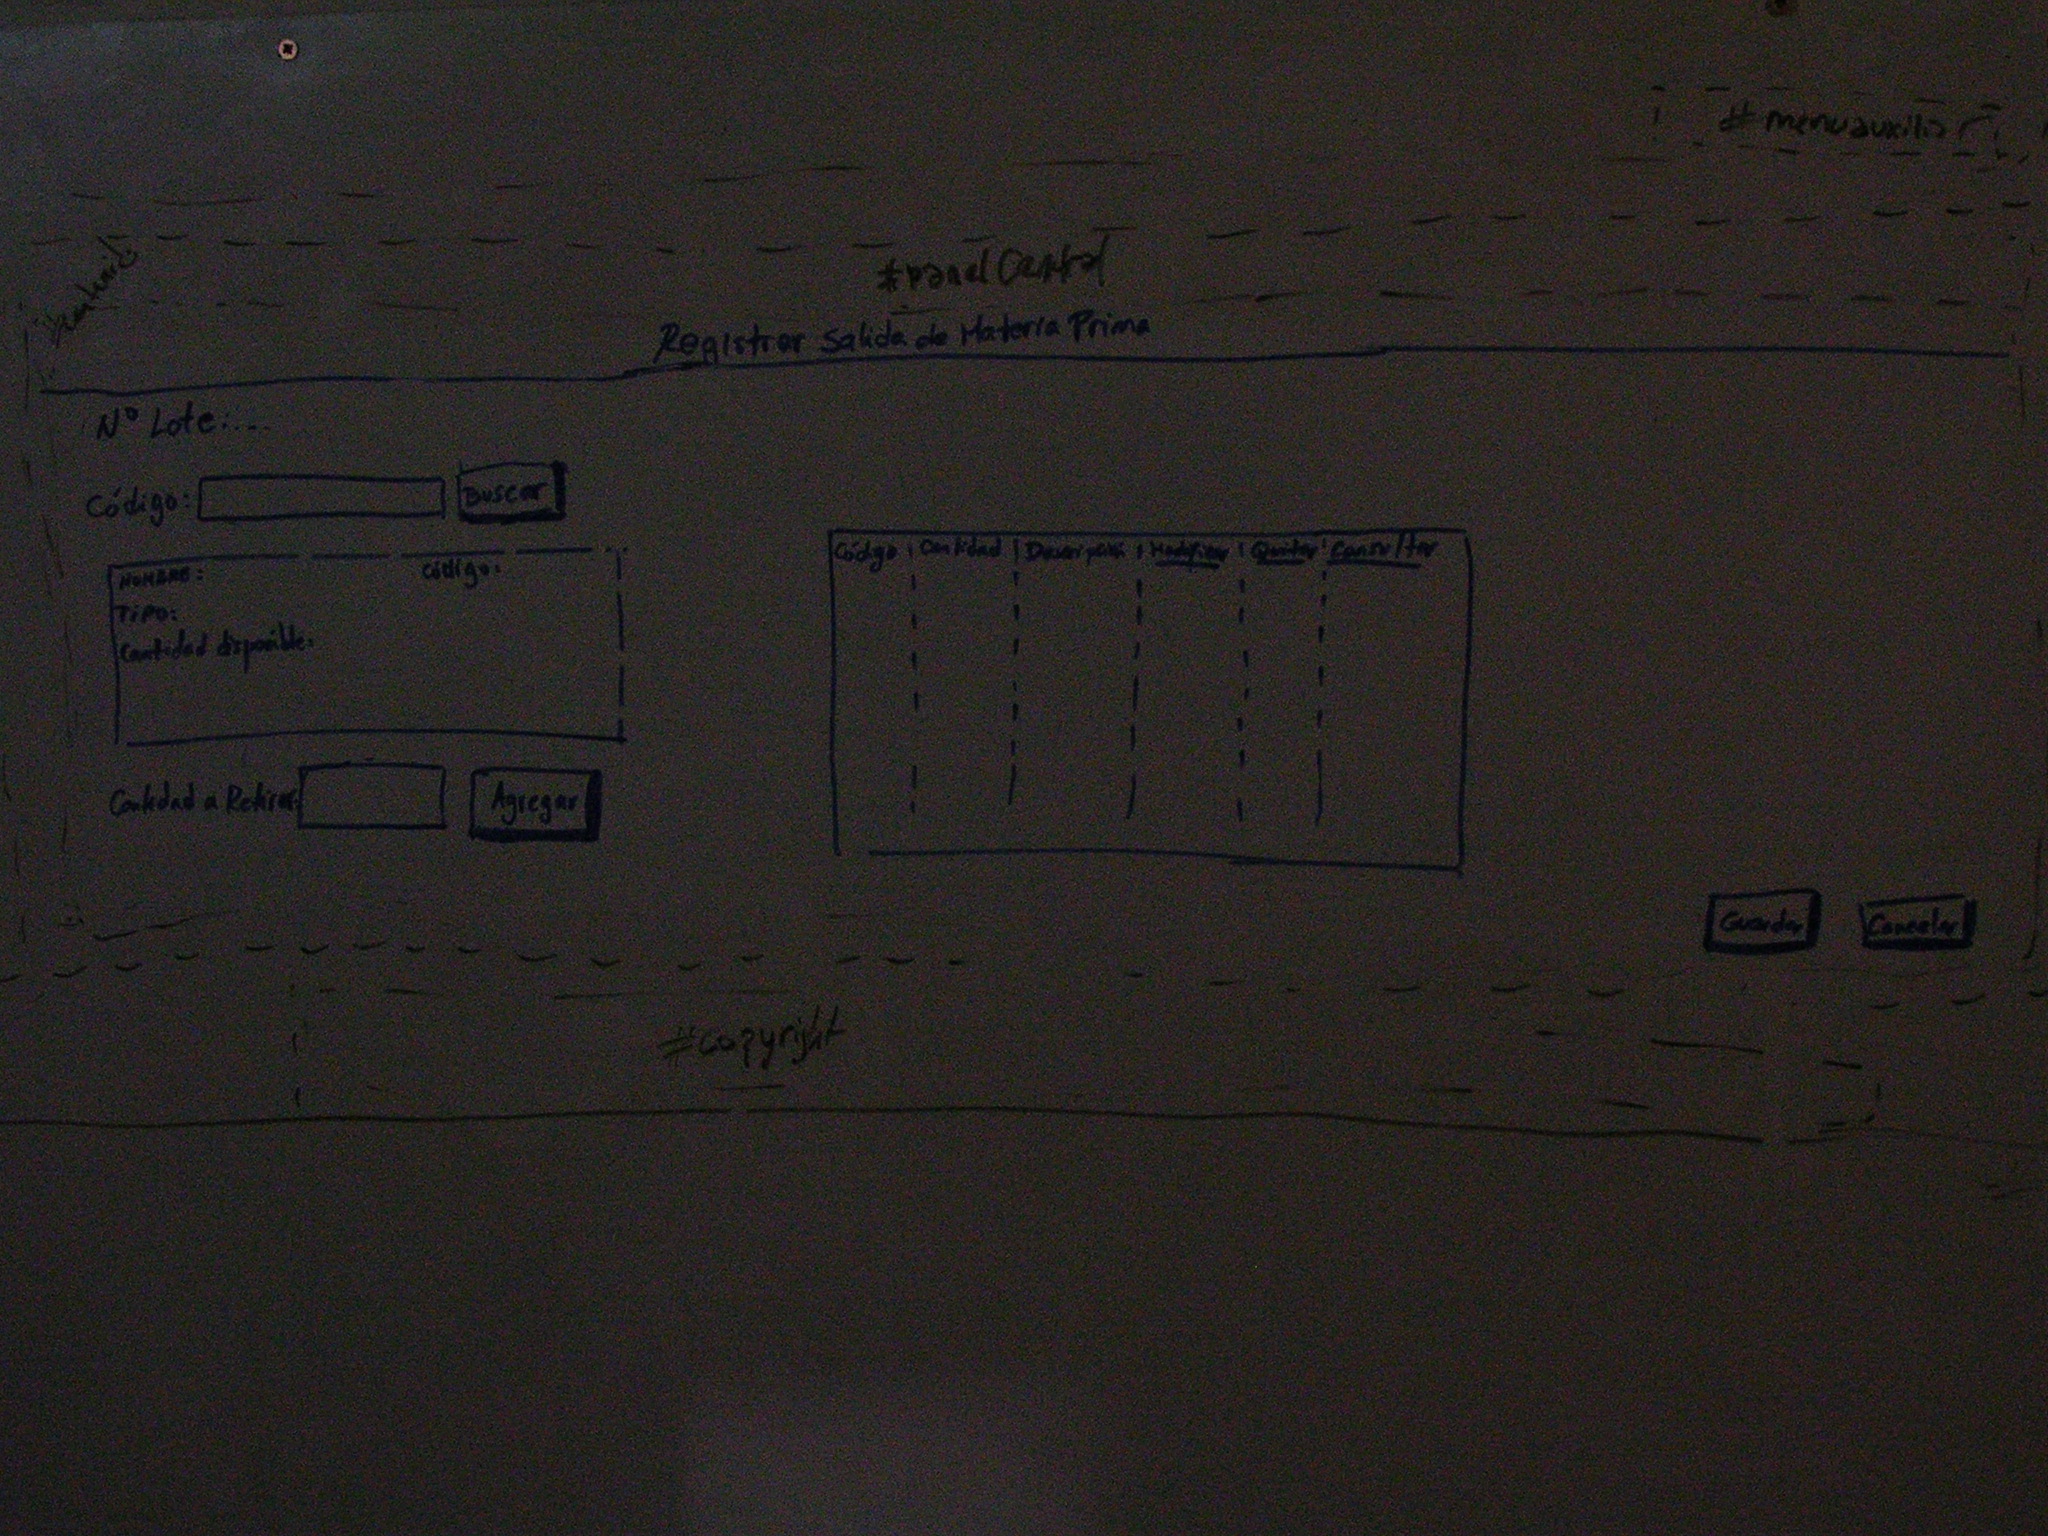 #menuauxiliar
#contenido
#panelCentral
Registrar Salida de Materia Prima
Nº Lote:...
Código:
Buscar
Código Cantidad Descripción Modificar Quitar Consultar
NOMBRE: Código:
TIPO:
Cantidad disponible:
Cantidad a Retirar:
Agregar
Guardar Cancelar
#copyright